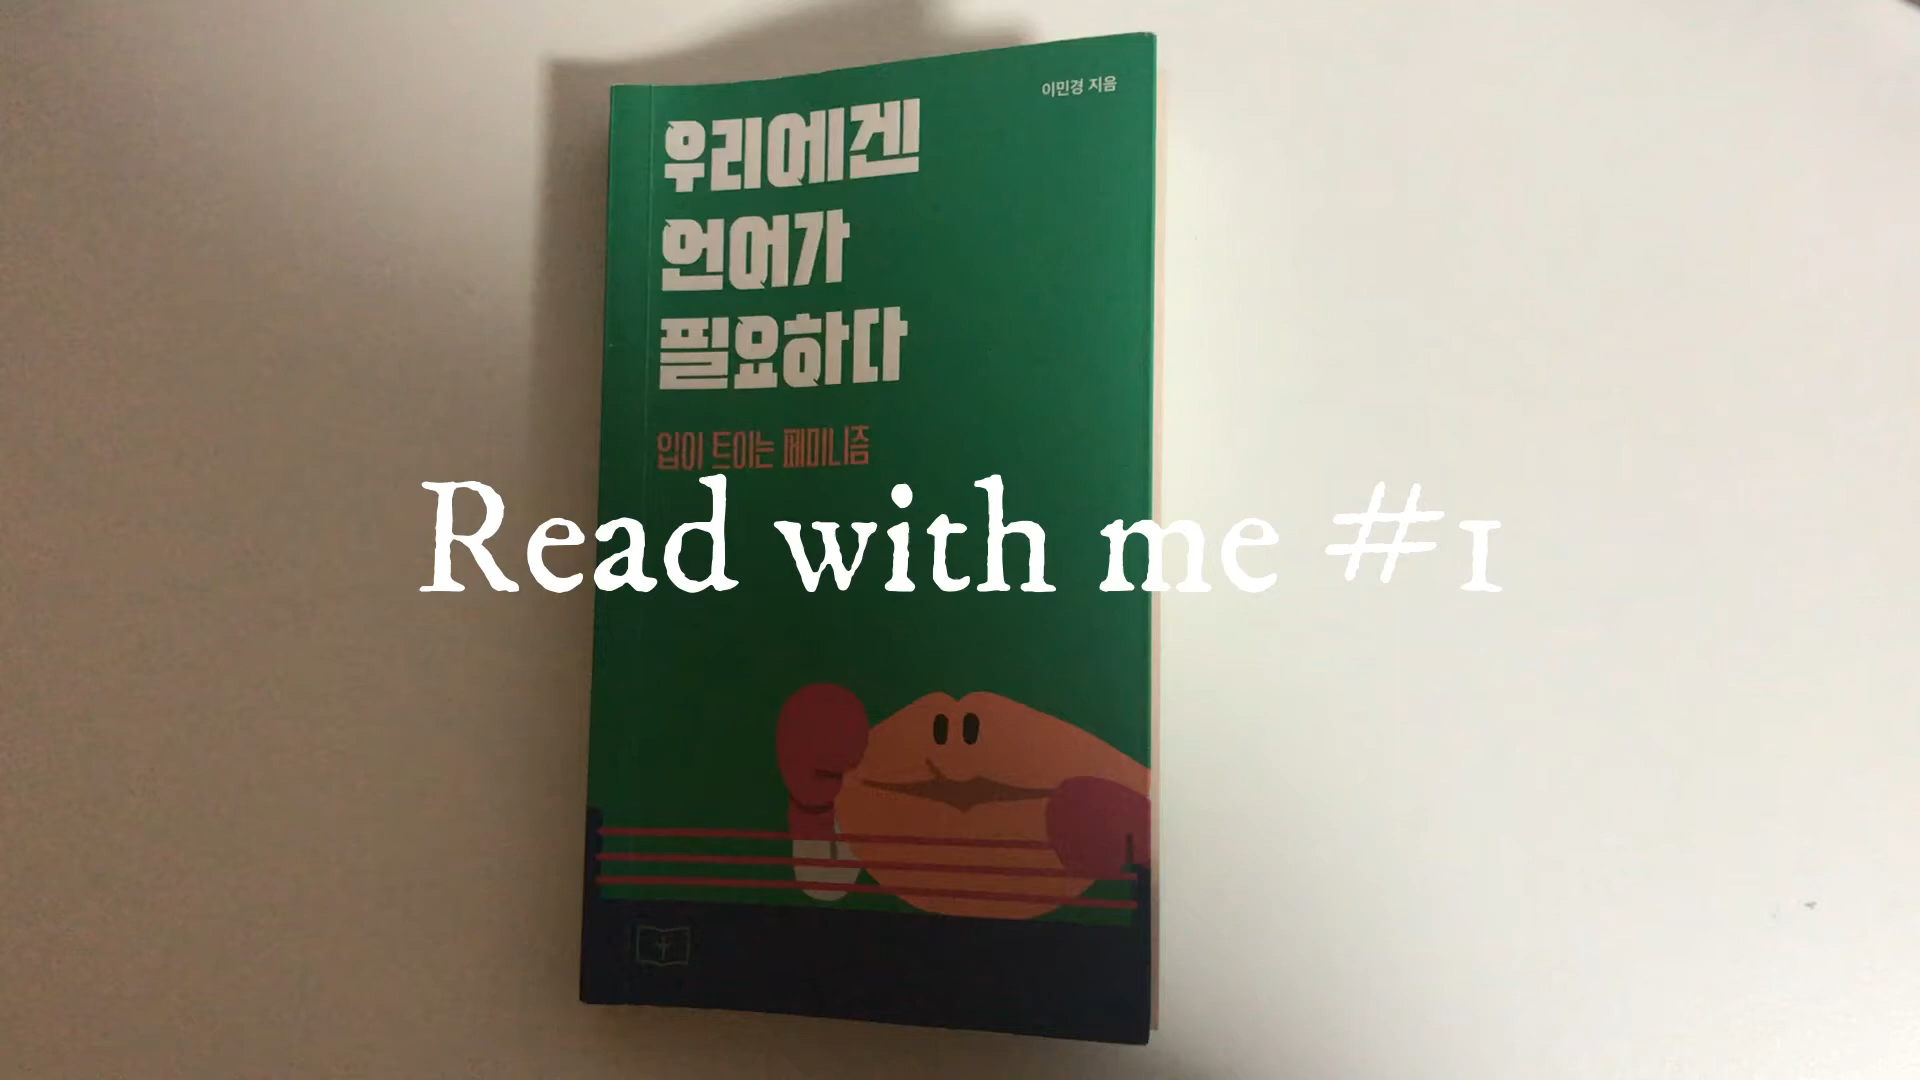 이민경 지음
우리에겐
언어가
필요하다
입이 트이는 페미니즘
Read with me #1